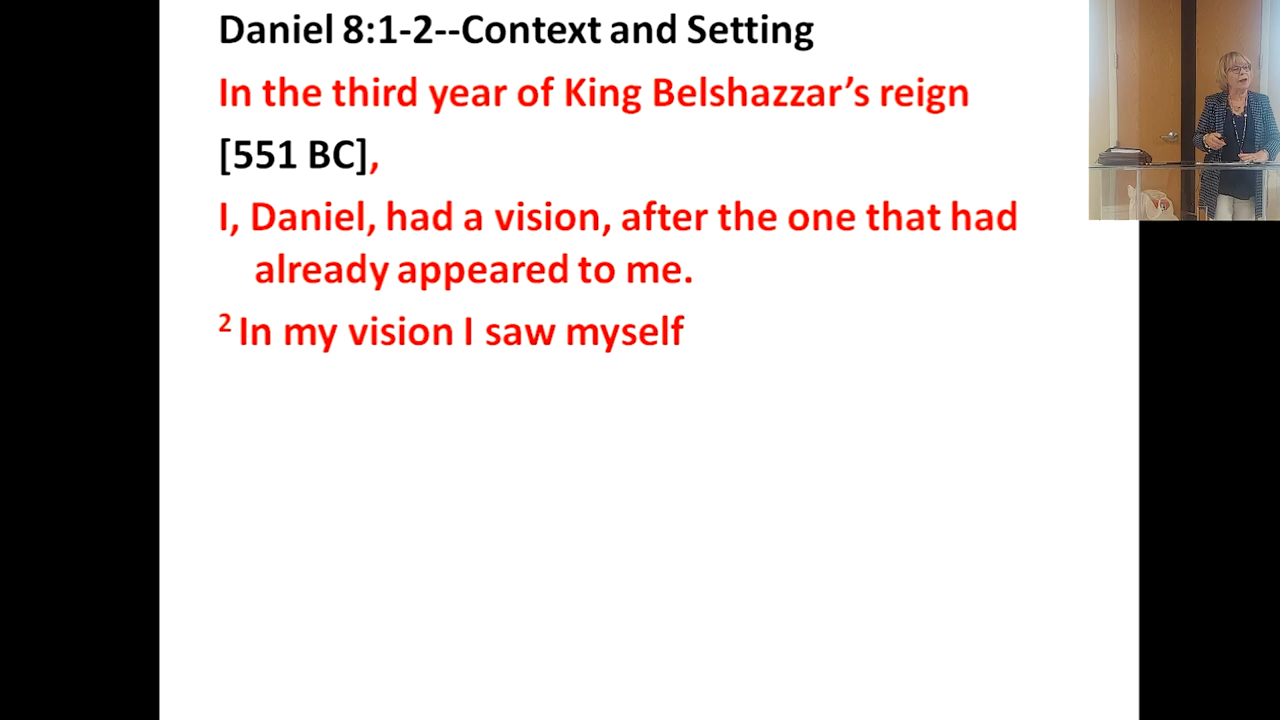 Daniel 8:1-2--Context and Setting
In the third year of King Belshazzar’s reign
[551 BC],
I, Daniel, had a vision, after the one that had
already appeared to me.
2 In my vision I saw myself